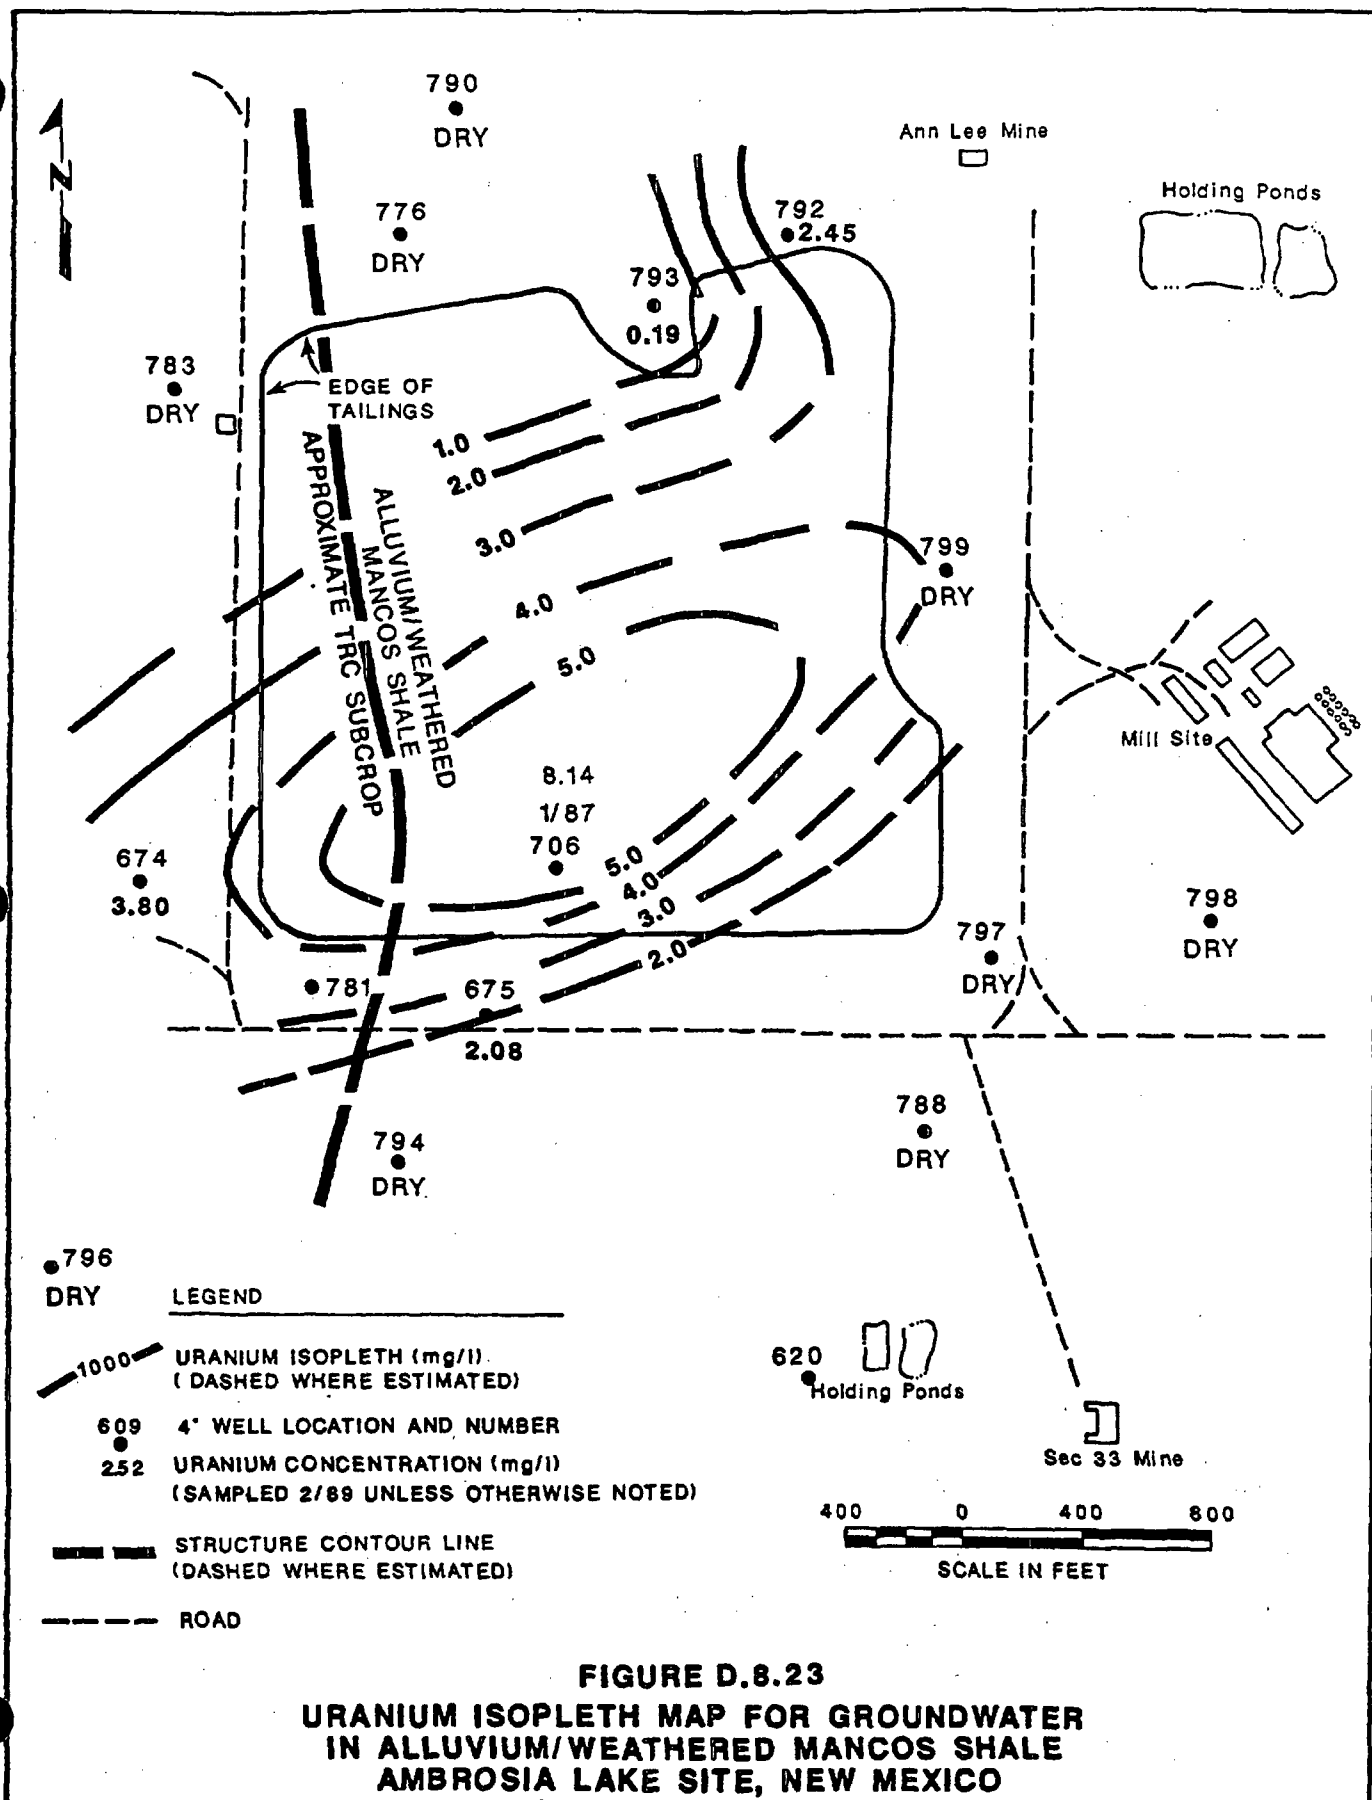 790
DRY
Ann Lee Mine
N
Holding Ponds
776
DRY
792
2.45
793
0.19
783
DRY
EDGE OF
TAILINGS
1.0
2.0
3.0
4.0
5.0
ALLUVIUM/WEATHERED
MANCOS SHALE
APPROXIMATE TRC SUBCROP
799
DRY
Mill Site
8.14
1/87
706
674
3.80
5.0
4.0
3.0
2.0
798
DRY
797
DRY
781
675
2.08
788
DRY
794
DRY
796
DRY
LEGEND
1000
URANIUM ISOPLETH (mg/l)
(DASHED WHERE ESTIMATED)
609
4" WELL LOCATION AND NUMBER
252
URANIUM CONCENTRATION (mg/l)
(SAMPLED 2/89 UNLESS OTHERWISE NOTED)
STRUCTURE CONTOUR LINE
(DASHED WHERE ESTIMATED)
ROAD
620
Holding Ponds
Sec 33 Mine
400 0 400 800
SCALE IN FEET
FIGURE D.8.23
URANIUM ISOPLETH MAP FOR GROUNDWATER
IN ALLUVIUM/WEATHERED MANCOS SHALE
AMBROSIA LAKE SITE, NEW MEXICO